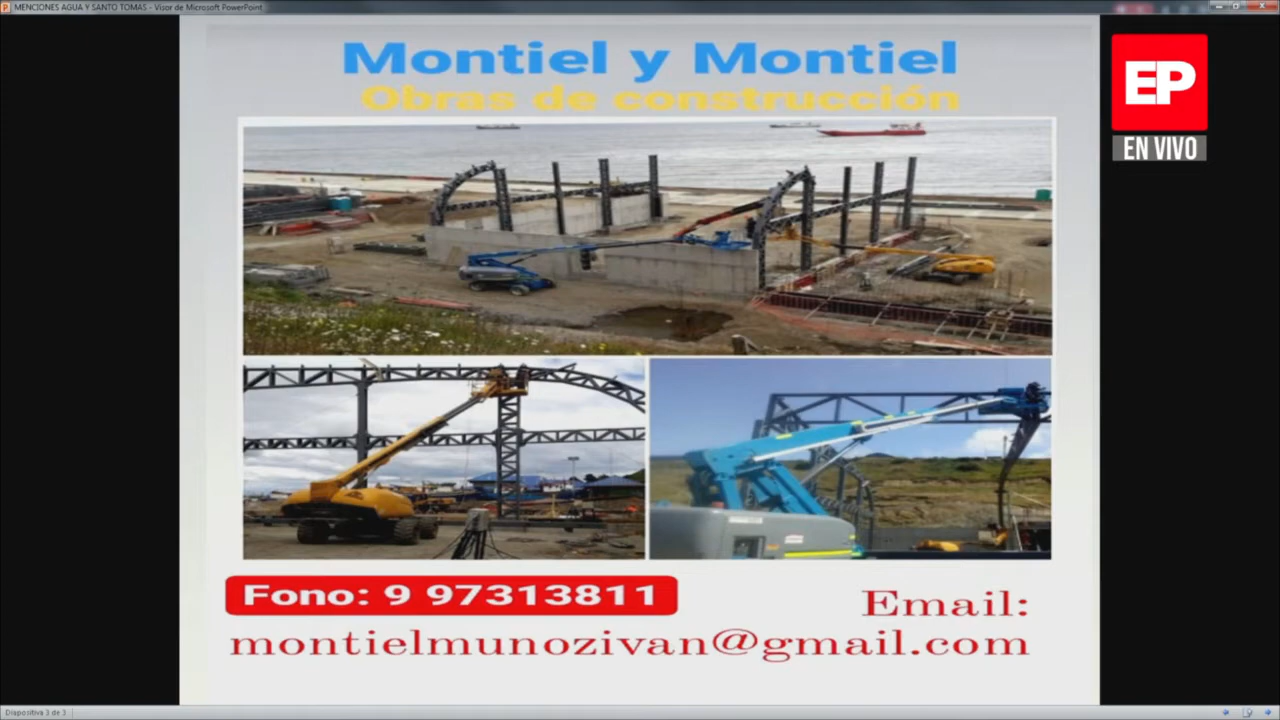 MENCIONES AGUA Y SANTO TOMAS - Visor de Microsoft PowerPoint
Montiel y Montiel
Obras de construcción
EP
EN VIVO
Fono: 9 97313811
Email:
montielmunozivan@gmail.com
Diapositiva 3 de 3